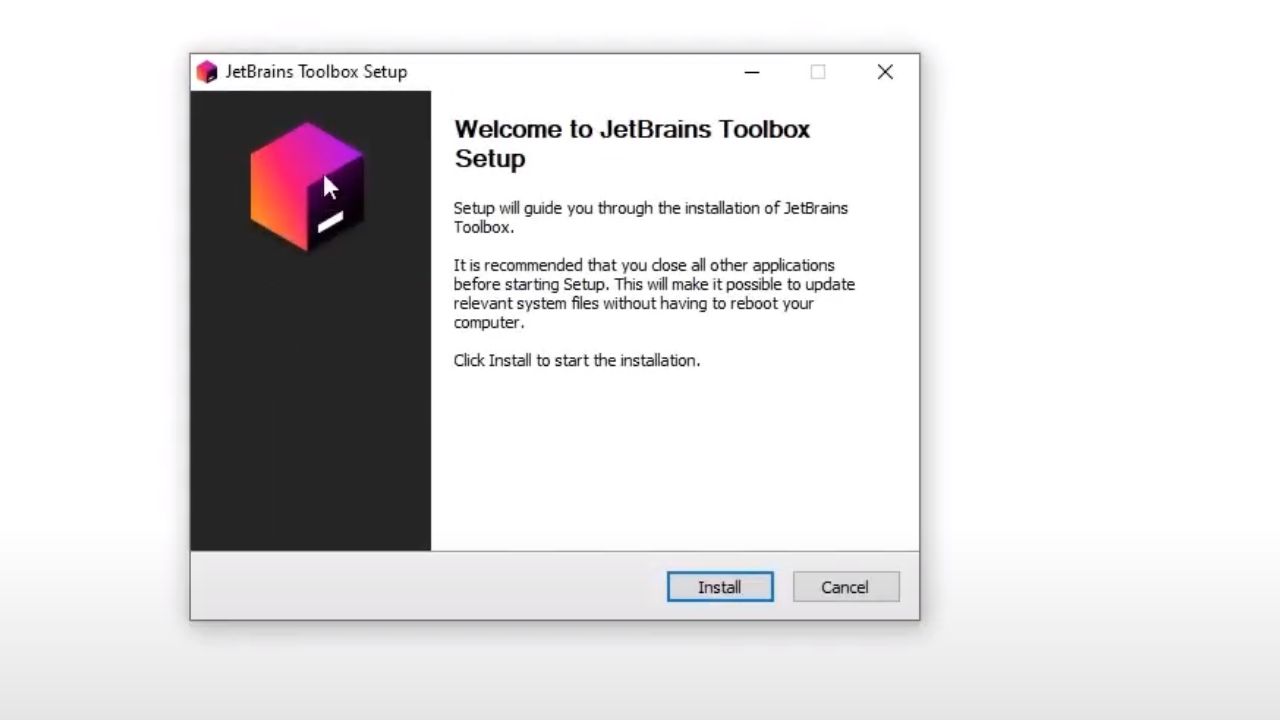 JetBrains Toolbox Setup
Welcome to JetBrains Toolbox
Setup
Setup will guide you through the installation of JetBrains
Toolbox.
It is recommended that you close all other applications
before starting Setup. This will make it possible to update
relevant system files without having to reboot your
computer.
Click Install to start the installation.
Install
Cancel